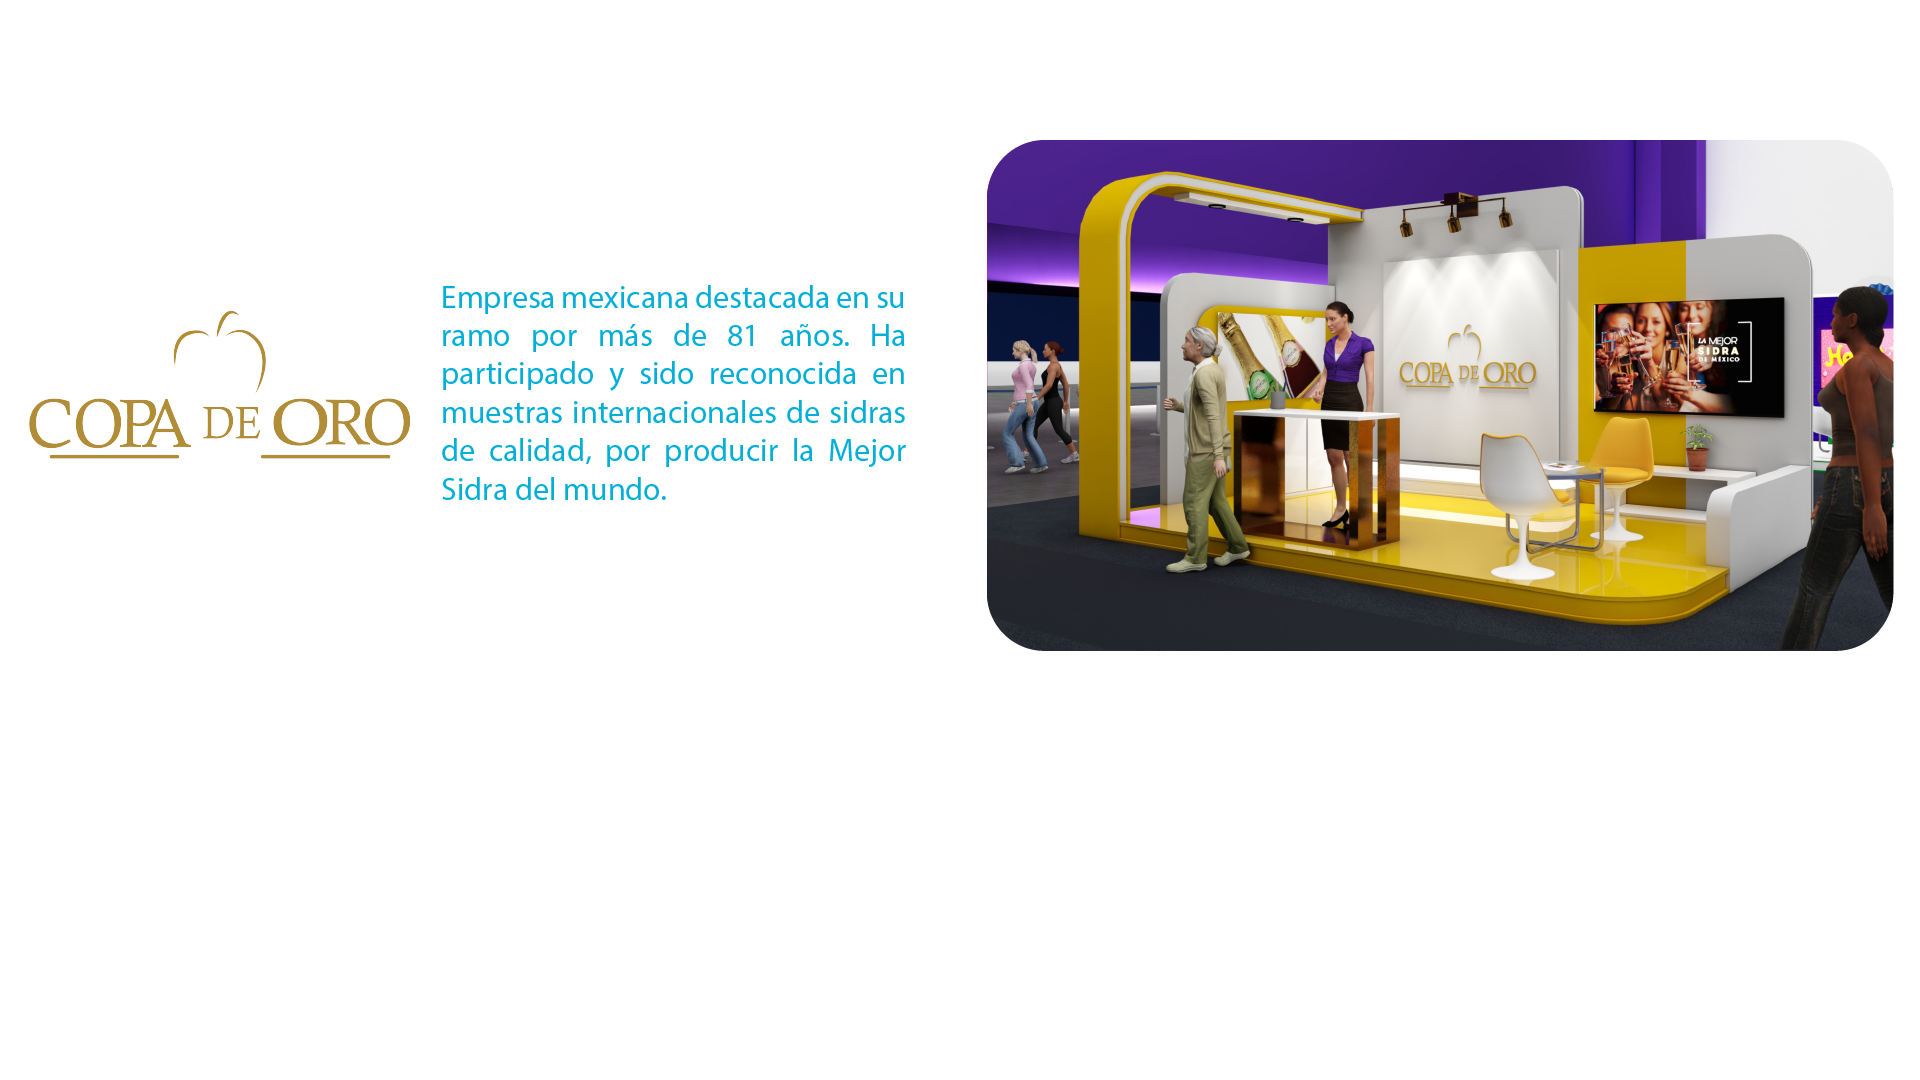 COPA DE ORO
Empresa mexicana destacada en su
ramo por más de 81 años. Ha
participado y sido reconocida en
muestras internacionales de sidras
de calidad, por producir la Mejor
Sidra del mundo.
COPA DE ORO
LA MEJOR
SIDRA
DE MÉXICO